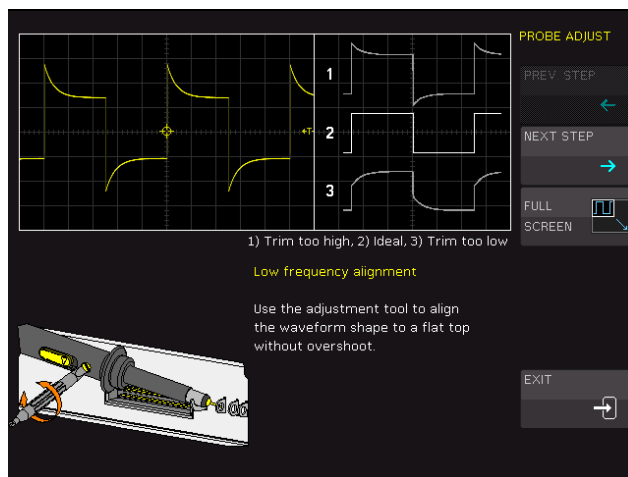 PROBE ADJUST
PREV STEP
1
T
2
NEXT STEP
3
FULL
SCREEN
1) Trim too high, 2) Ideal, 3) Trim too low
Low frequency alignment
Use the adjustment tool to align
the waveform shape to a flat top
without overshoot.
EXIT